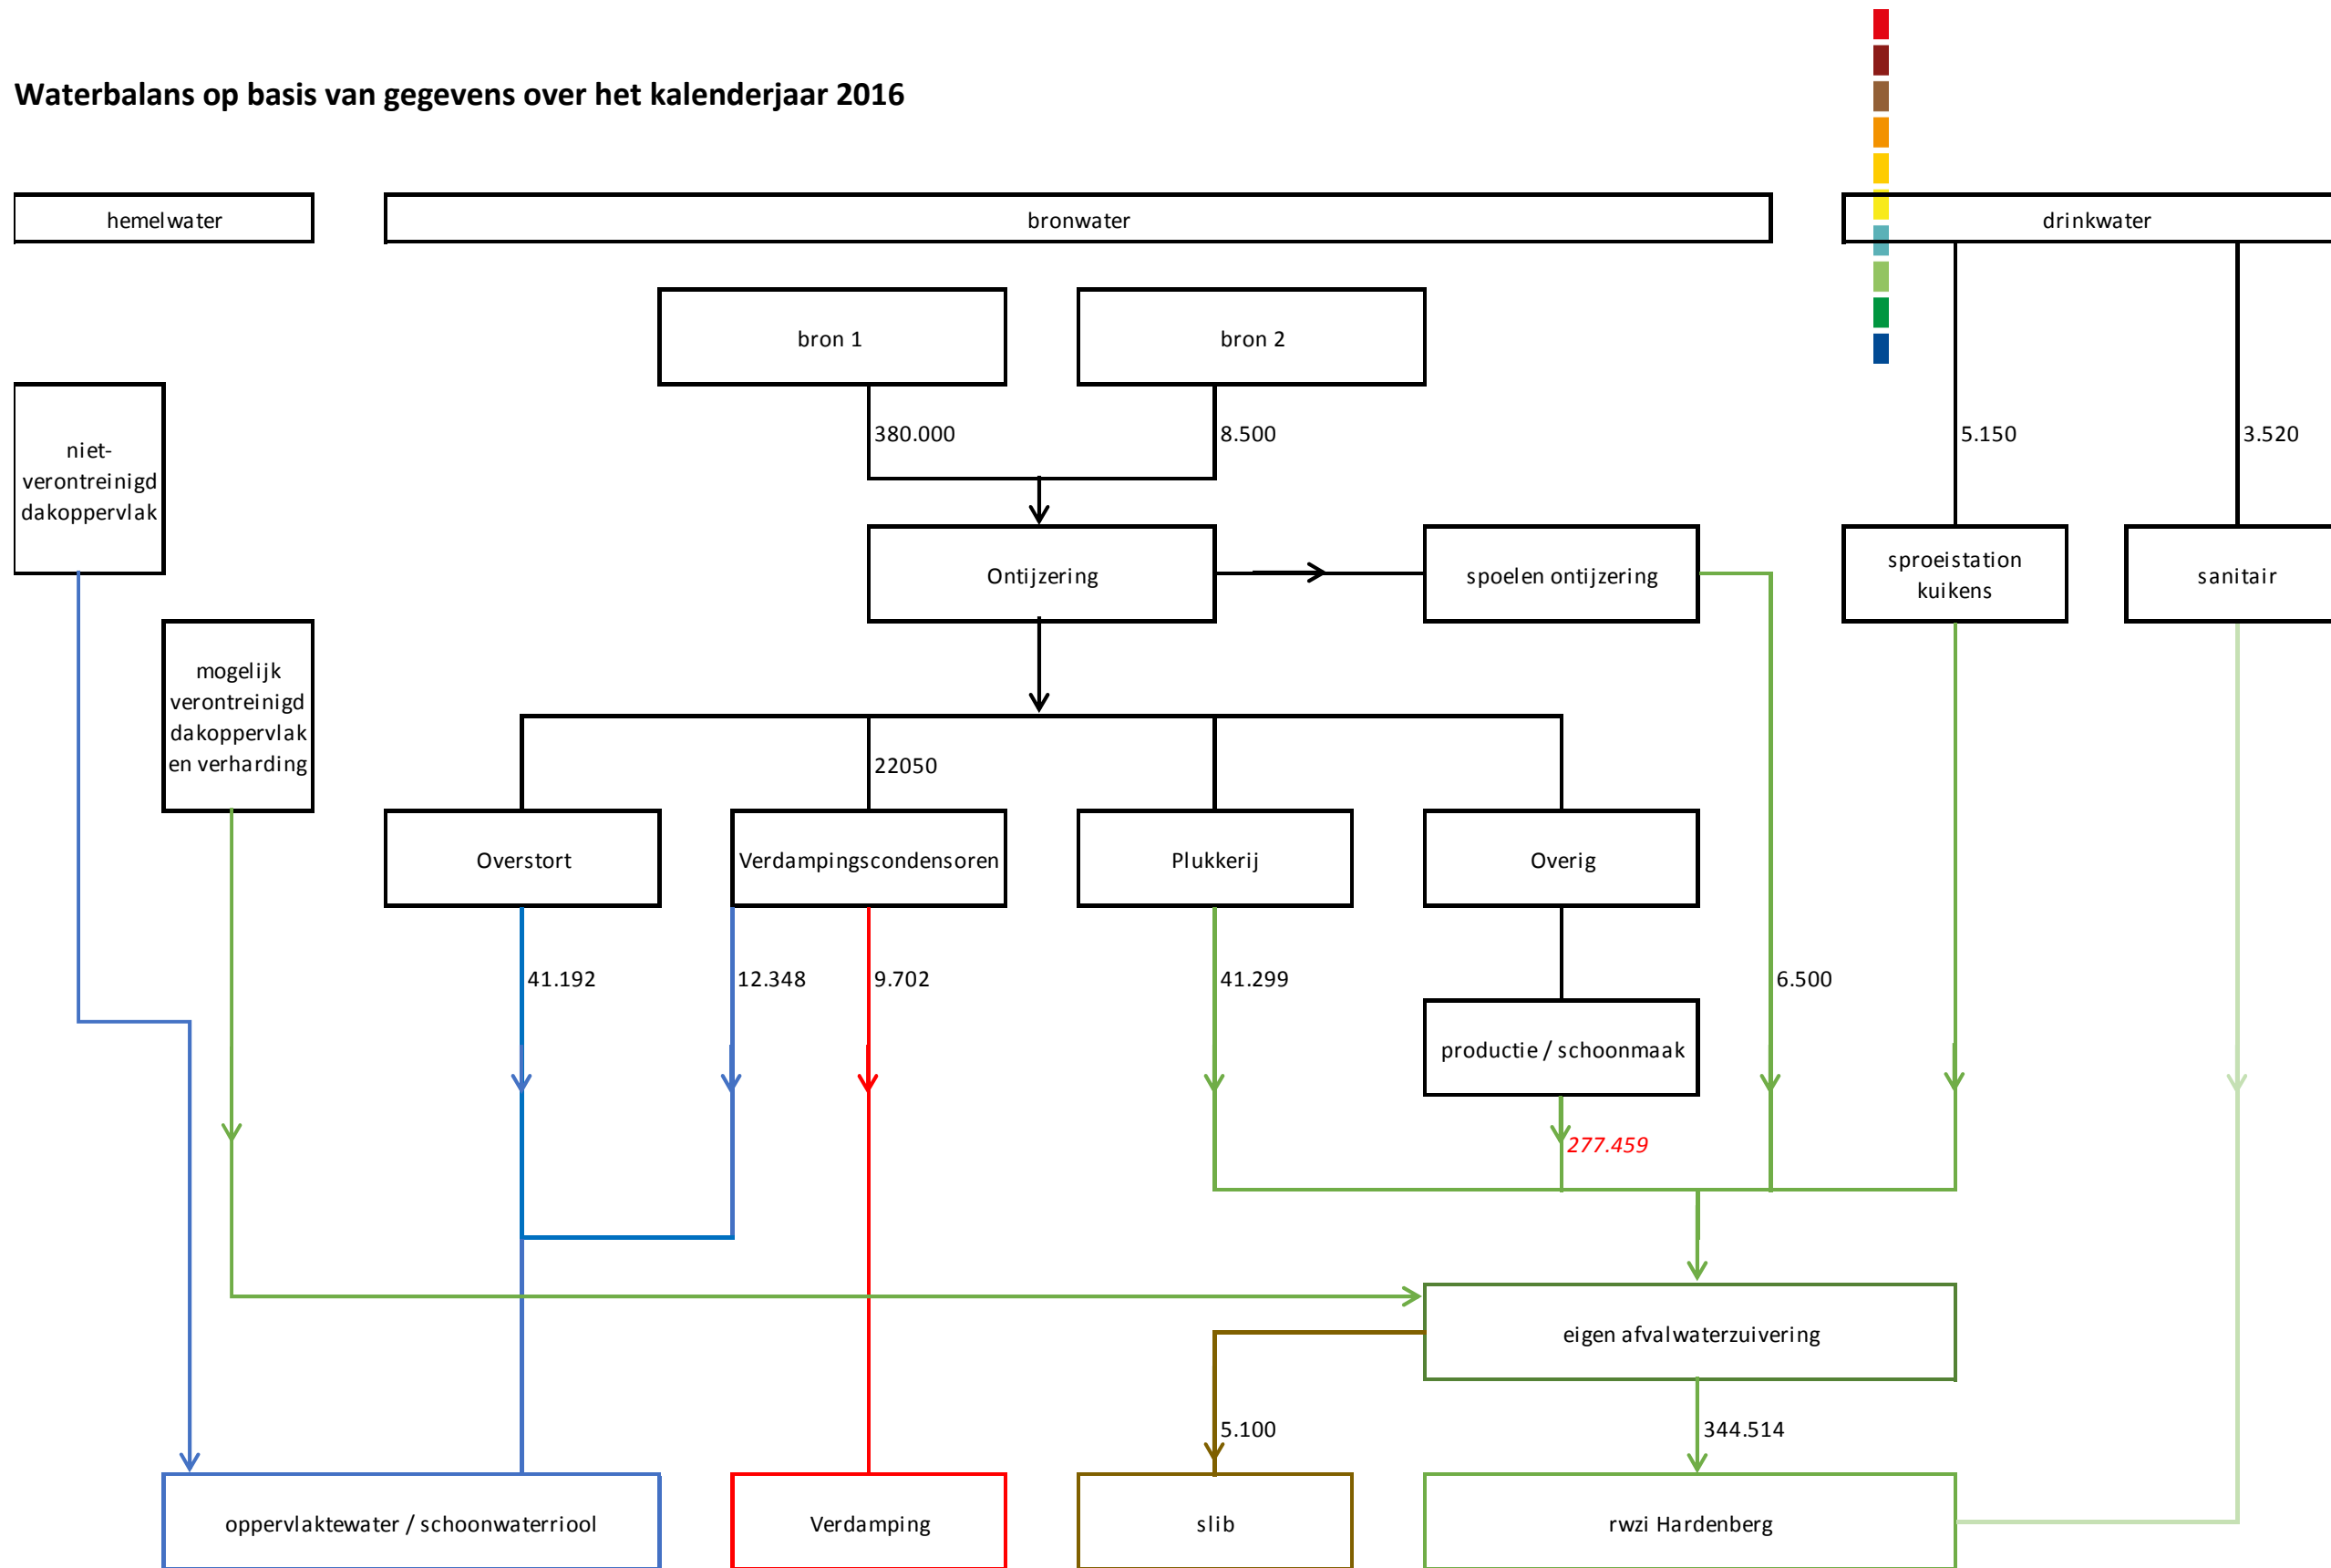 Waterbalans op basis van gegevens over het kalenderjaar 2016
hemelwater
bronwater
drinkwater
bron 1
bron 2
380.000
8.500
5.150
3.520
niet-
verontreinigd
dakoppervlak
Ontijzering
spoelen ontijzering
sproeistation
kuikens
sanitair
mogelijk
verontreinigd
dakoppervlak
en verharding
22050
Overstort
Verdampingscondensoren
Plukkerij
Overig
41.192
12.348
9.702
41.299
6.500
productie / schoonmaak
277.459
eigen afvalwaterzuivering
5.100
344.514
oppervlaktewater / schoonwaterriool
Verdamping
slib
rwzi Hardenberg